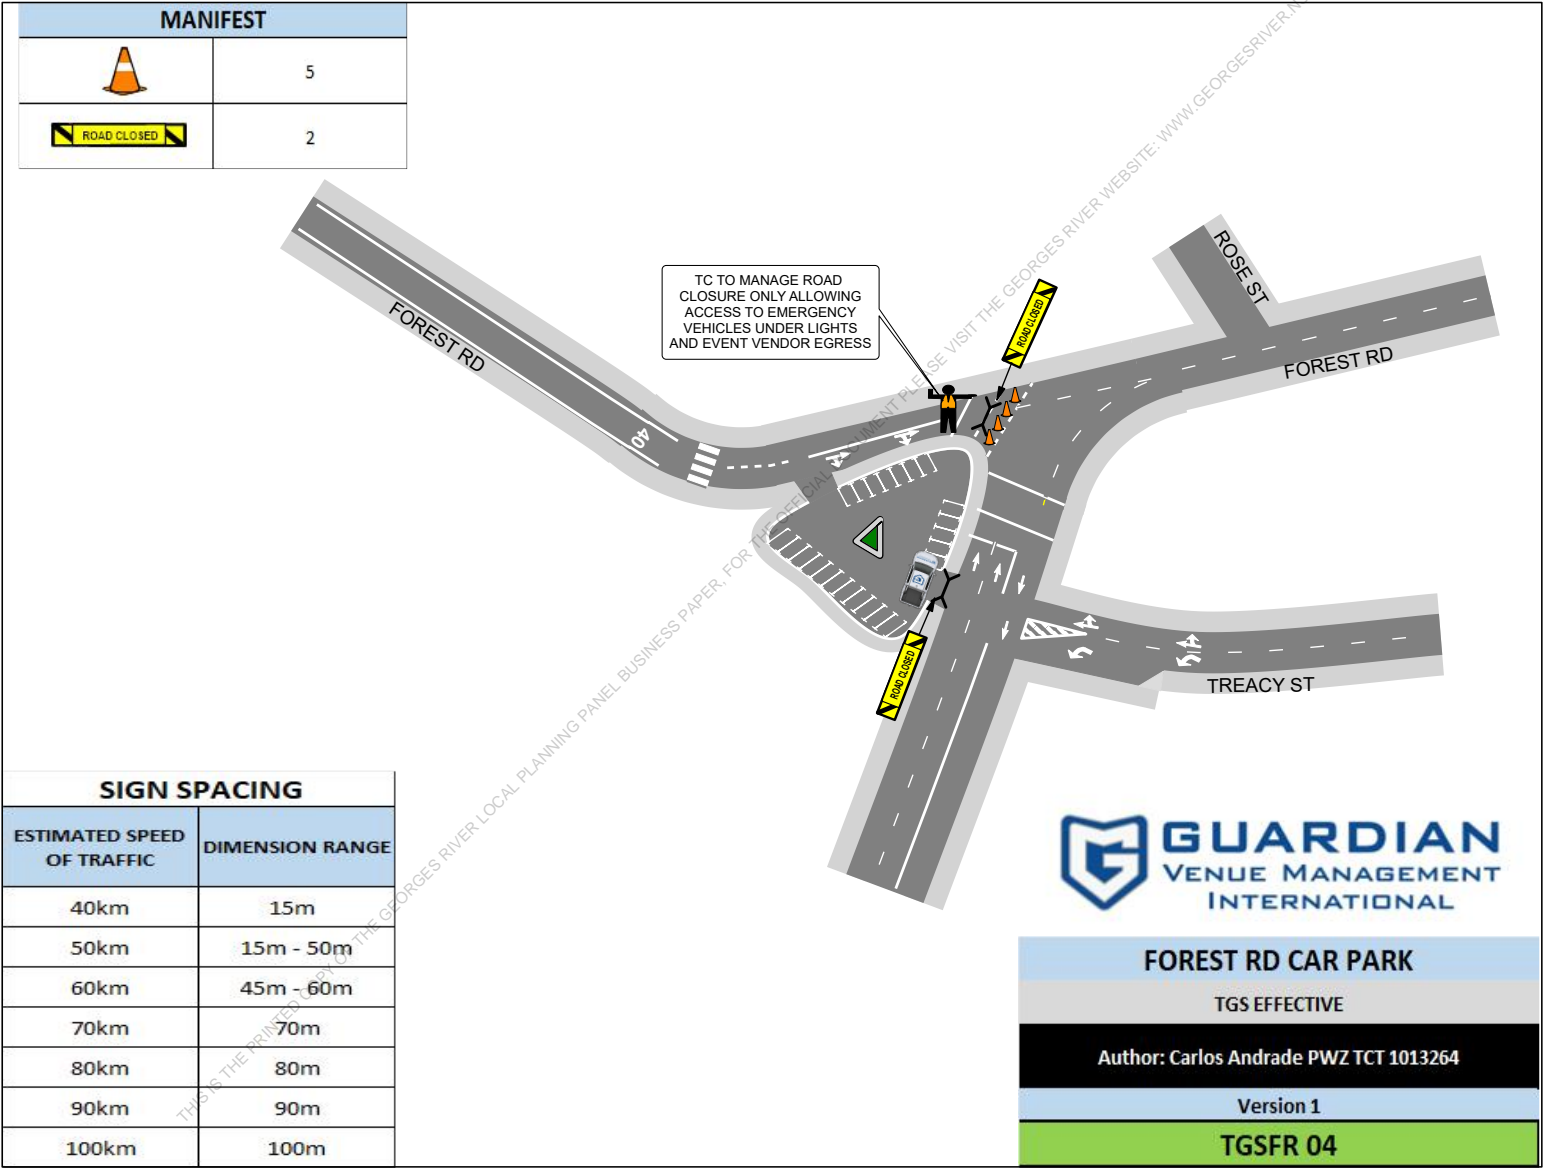 MANIFEST
5
ROAD CLOSED
2
FOREST RD
40
TC TO MANAGE ROAD
CLOSURE ONLY ALLOWING
ACCESS TO EMERGENCY
VEHICLES UNDER LIGHTS
AND EVENT VENDOR EGRESS
ROAD CLOSED
ROSE ST
FOREST RD
ROAD CLOSED
TREACY ST
THIS IS THE PRINTED COPY OF THE GEORGES RIVER LOCAL PLANNING PANEL BUSINESS PAPER, FOR THE OFFICIAL DOCUMENT PLEASE VISIT THE GEORGES RIVER WEBSITE: WWW.GEORGESRIVER.
SIGN SPACING
ESTIMATED SPEED
OF TRAFFIC
DIMENSION RANGE
40km 15m
50km 15m - 50m
60km 45m - 60m
70km 70m
80km 80m
90km 90m
100km 100m
GUARDIAN
VENUE MANAGEMENT
INTERNATIONAL
FOREST RD CAR PARK
TGS EFFECTIVE
Author: Carlos Andrade PWZ TCT 1013264
Version 1
TGSFR 04